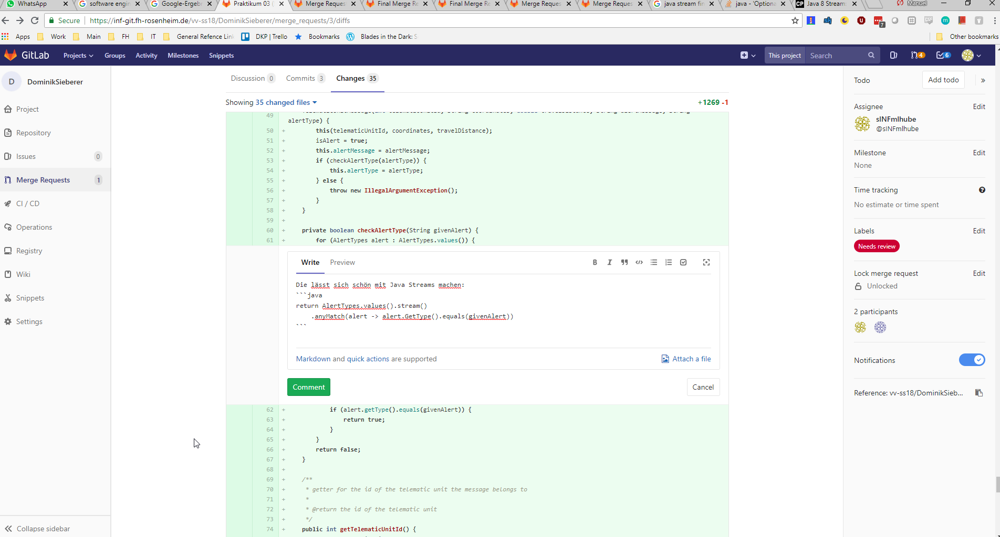 WhatsApp
software engin
Google-Ergebn
Praktikum 03 (
Merge Reques
Final Merge Re
Final Merge Re
Merge Reques
Merge Reques
java stream fin
java - 'Optiona
CP Java 8 Stream
Manuel
Secure https://inf-git.fh-rosenheim.de/vv-ss18/DominikSieberer/merge_requests/3/diffs
7
Apps Work Main FH IT General Refence Link DKP | Trello Bookmarks Blades in the Dark: S Other bookmarks
GitLab Projects Groups Activity Milestones Snippets This project Search 4 6
D DominikSieberer
Project
Repository
Issues 0
Merge Requests 1
CI / CD
Operations
Registry
Wiki
Snippets
Settings
Collapse sidebar
Discussion 0 Commits 3 Changes 35
Showing 35 changed files +1269 -1
49
alertType) {
50 + this(telematicUnitId, coordinates, travelDistance);
51 + isAlert = true;
52 + this.alertMessage = alertMessage;
53 + if (checkAlertType(alertType)) {
54 + this.alertType = alertType;
55 + } else {
56 + throw new IllegalArgumentException();
57 + }
58 + }
59 +
60 + private boolean checkAlertType(String givenAlert) {
61 + for (AlertTypes alert : AlertTypes.values()) {
Write Preview B I
Die lässt sich schön mit Java Streams machen:
```java
return AlertTypes.values().stream()
.anyMatch(alert -> alert.GetType().equals(givenAlert))
```
Markdown and quick actions are supported Attach a file
Comment Cancel
62 + if (alert.getType().equals(givenAlert)) {
63 + return true;
64 + }
65 + }
66 + return false;
67 + }
68 +
69 + /**
70 + * getter for the id of the telematic unit the message belongs to
71 + *
72 + * @return the id of the telematic unit
73 + */
74 + public int getTelematicUnitId() {
Todo Add todo »
Assignee Edit
sINFmlhube
@sINFmlhube
Milestone Edit
None
Time tracking
No estimate or time spent
Labels Edit
Needs review
Lock merge request Edit
Unlocked
2 participants
Notifications
Reference: vv-ss18/DominikSieb...